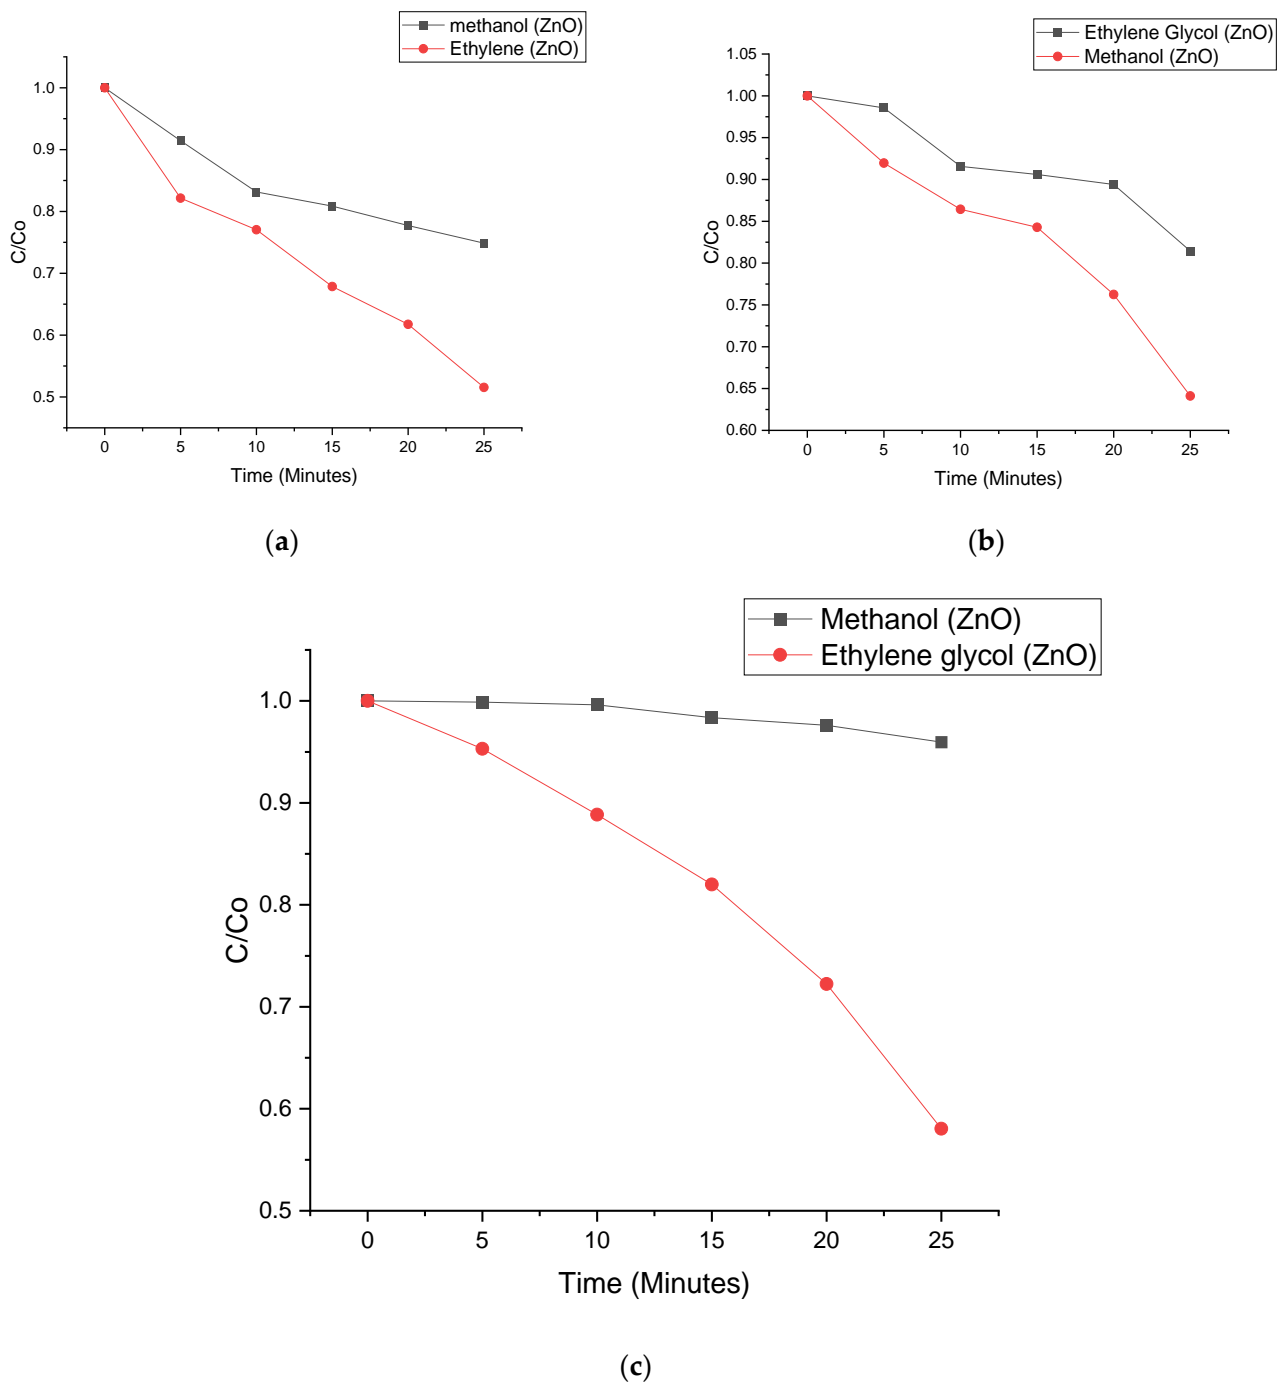 methanol (ZnO)
Ethylene (ZnO)
1.0
0.9
0.8
0.7
0.6
0.5
C/Co
0 5 10 15 20 25
Time (Minutes)
(a)
Ethylene Glycol (ZnO)
Methanol (ZnO)
1.05
1.00
0.95
0.90
0.85
0.80
0.75
0.70
0.65
0.60
C/Co
0 5 10 15 20 25
Time (Minutes)
(b)
Methanol (ZnO)
Ethylene glycol (ZnO)
1.0
0.9
0.8
0.7
0.6
0.5
C/Co
0 5 10 15 20 25
Time (Minutes)
(c)